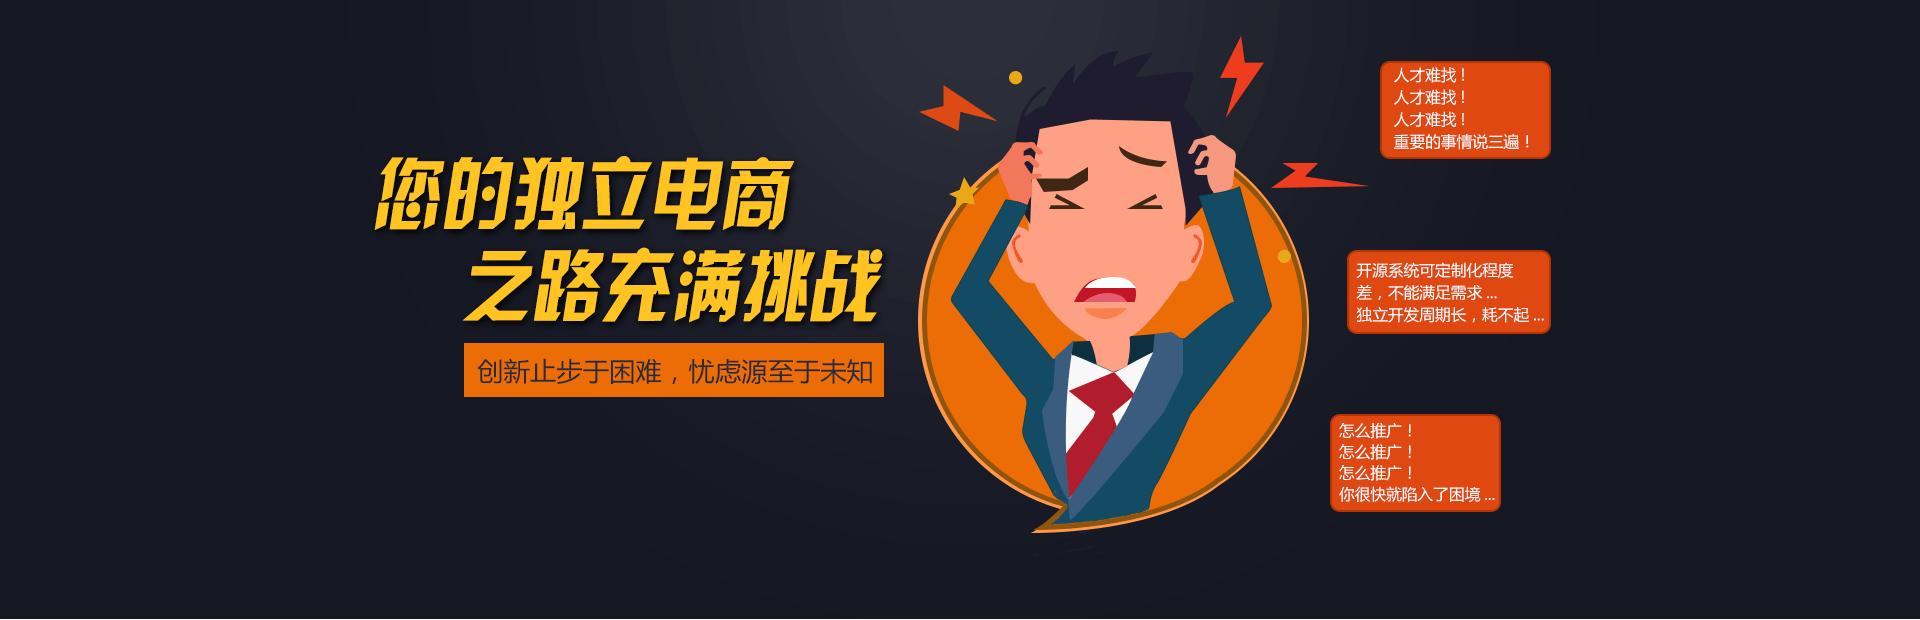 您的独立电商
之路充满挑战
创新止步于困难，忧虑源至于未知
人才难找！
人才难找！
人才难找！
重要的事情说三遍！
开源系统可定制化程度
差，不能满足需求...
独立开发周期长，耗不起...
怎么推广！
怎么推广！
怎么推广！
你很快就陷入了困境...